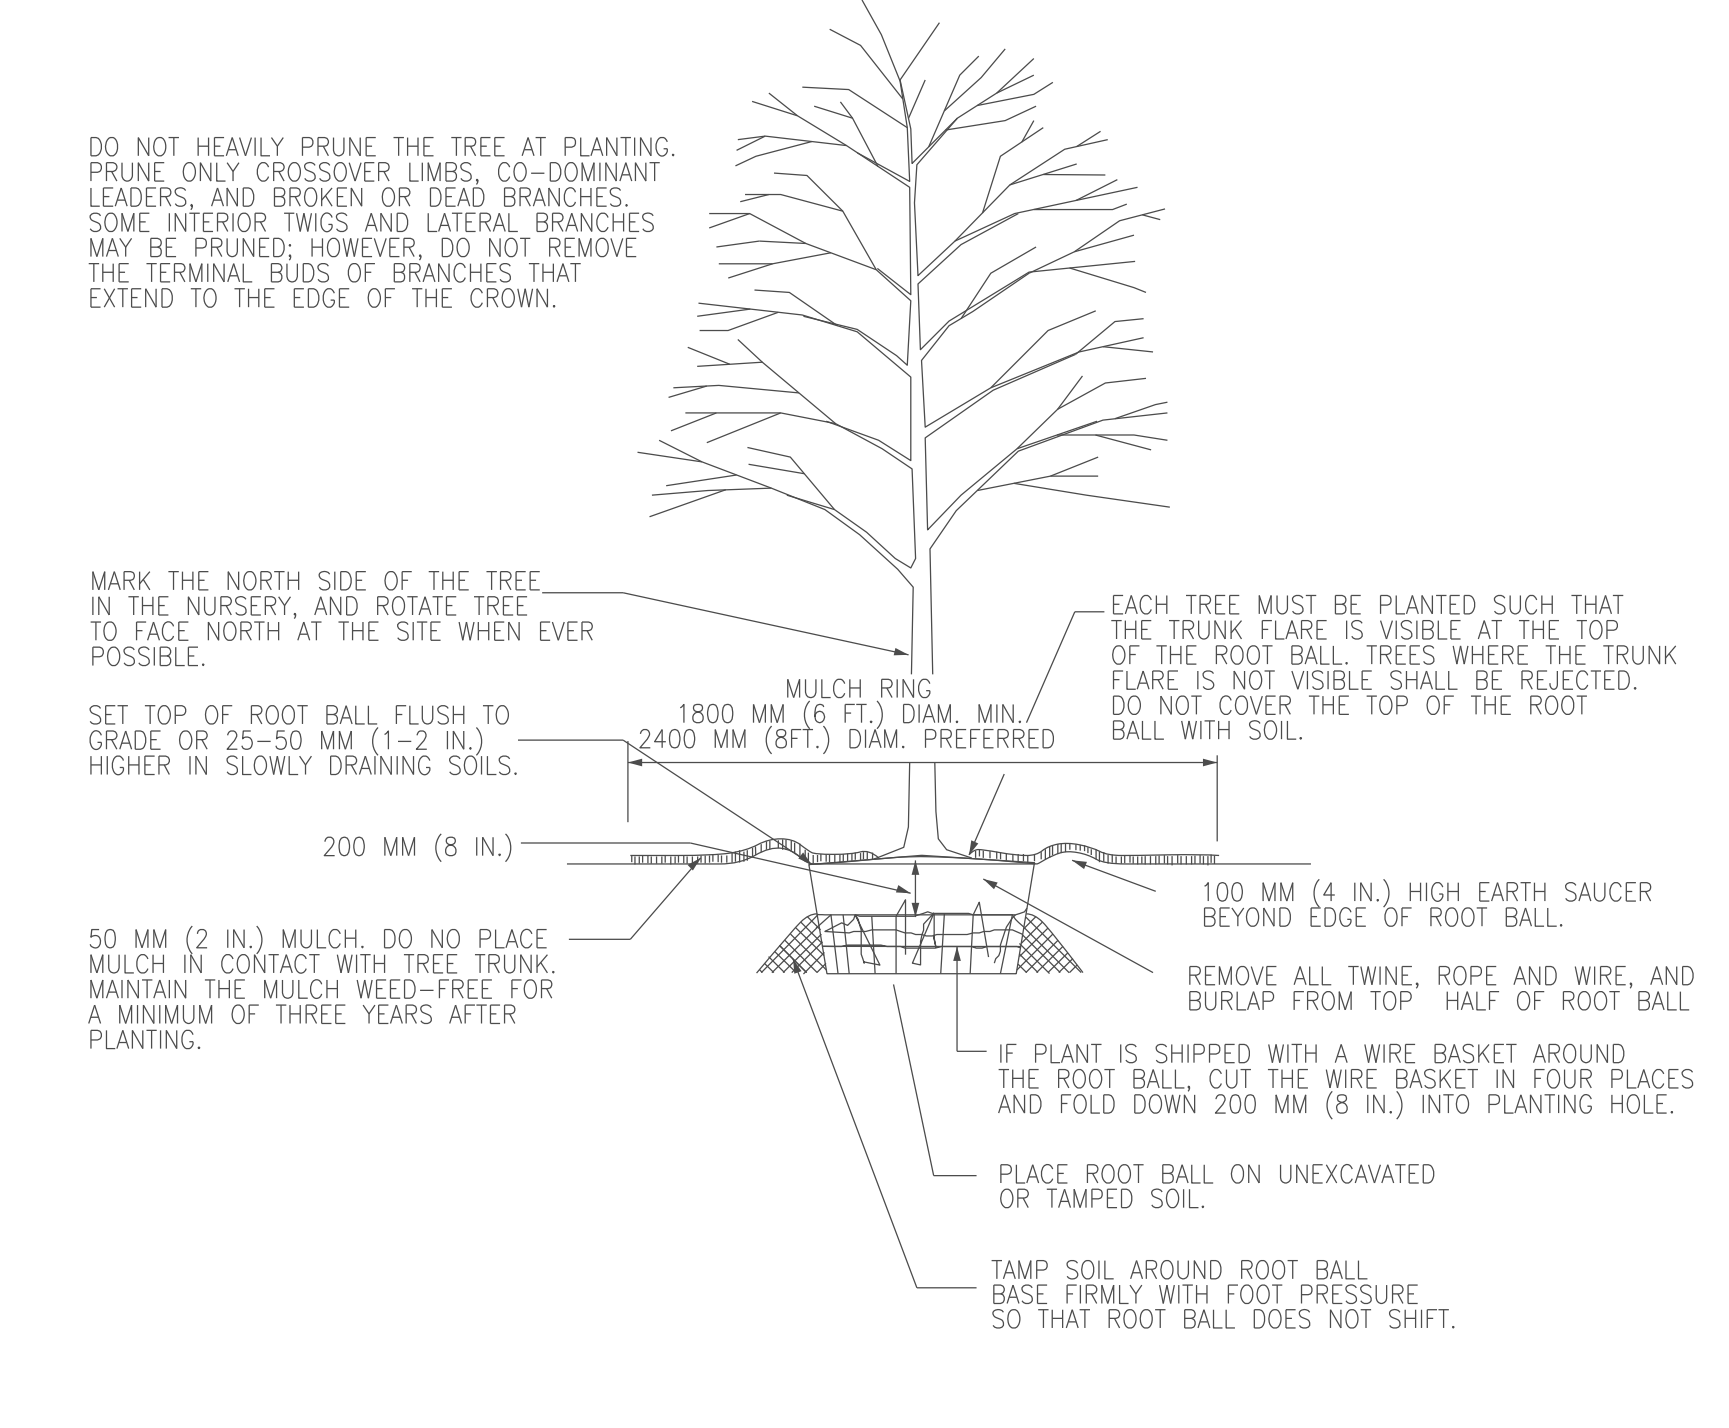 DO NOT HEAVILY PRUNE THE TREE AT PLANTING.
PRUNE ONLY CROSSOVER LIMBS, CO-DOMINANT
LEADERS, AND BROKEN OR DEAD BRANCHES.
SOME INTERIOR TWIGS AND LATERAL BRANCHES
MAY BE PRUNED; HOWEVER, DO NOT REMOVE
THE TERMINAL BUDS OF BRANCHES THAT
EXTEND TO THE EDGE OF THE CROWN.
MARK THE NORTH SIDE OF THE TREE
IN THE NURSERY, AND ROTATE TREE
TO FACE NORTH AT THE SITE WHEN EVER
POSSIBLE.
EACH TREE MUST BE PLANTED SUCH THAT
THE TRUNK FLARE IS VISIBLE AT THE TOP
OF THE ROOT BALL. TREES WHERE THE TRUNK
FLARE IS NOT VISIBLE SHALL BE REJECTED.
DO NOT COVER THE TOP OF THE ROOT
BALL WITH SOIL.
MULCH RING
1800 MM (6 FT.) DIAM. MIN.
2400 MM (8FT.) DIAM. PREFERRED
SET TOP OF ROOT BALL FLUSH TO
GRADE OR 25-50 MM (1-2 IN.)
HIGHER IN SLOWLY DRAINING SOILS.
200 MM (8 IN.)
100 MM (4 IN.) HIGH EARTH SAUCER
BEYOND EDGE OF ROOT BALL.
50 MM (2 IN.) MULCH. DO NO PLACE
MULCH IN CONTACT WITH TREE TRUNK.
MAINTAIN THE MULCH WEED-FREE FOR
A MINIMUM OF THREE YEARS AFTER
PLANTING.
REMOVE ALL TWINE, ROPE AND WIRE, AND
BURLAP FROM TOP HALF OF ROOT BALL
IF PLANT IS SHIPPED WITH A WIRE BASKET AROUND
THE ROOT BALL, CUT THE WIRE BASKET IN FOUR PLACES
AND FOLD DOWN 200 MM (8 IN.) INTO PLANTING HOLE.
PLACE ROOT BALL ON UNEXCAVATED
OR TAMPED SOIL.
TAMP SOIL AROUND ROOT BALL
BASE FIRMLY WITH FOOT PRESSURE
SO THAT ROOT BALL DOES NOT SHIFT.